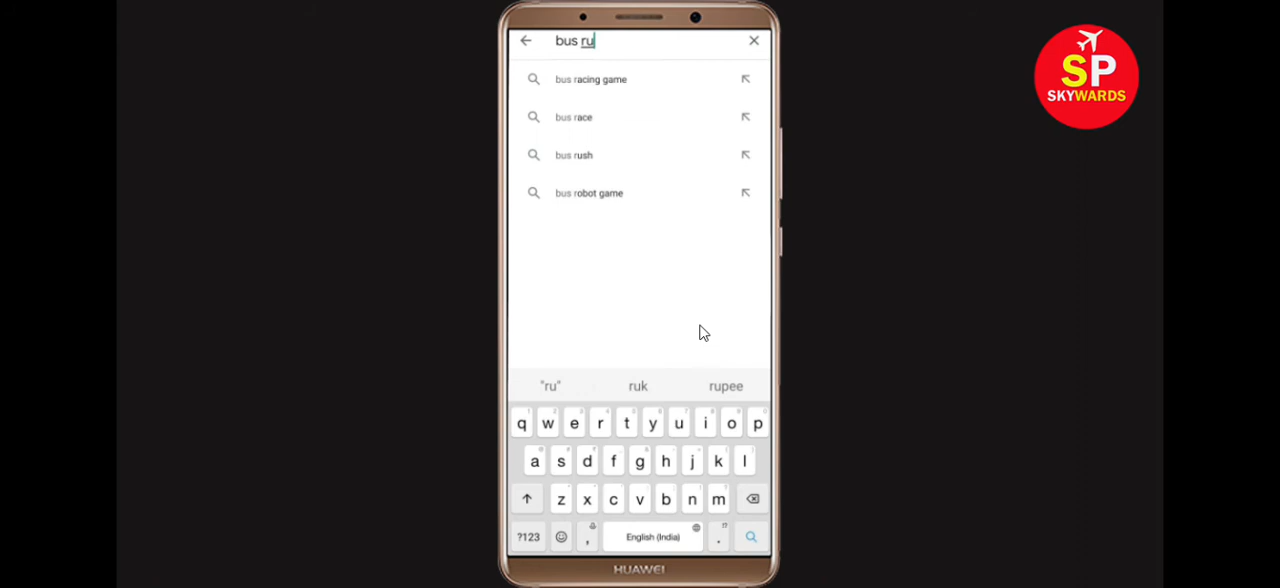 bus ru
bus racing game
bus race
bus rush
bus robot game
SP
SKYWARDS
"ru" ruk rupee
q w e r t y u i o p
a s d f g h j k l
z x c v b n m
?123 , English (India) .
HUAWEI